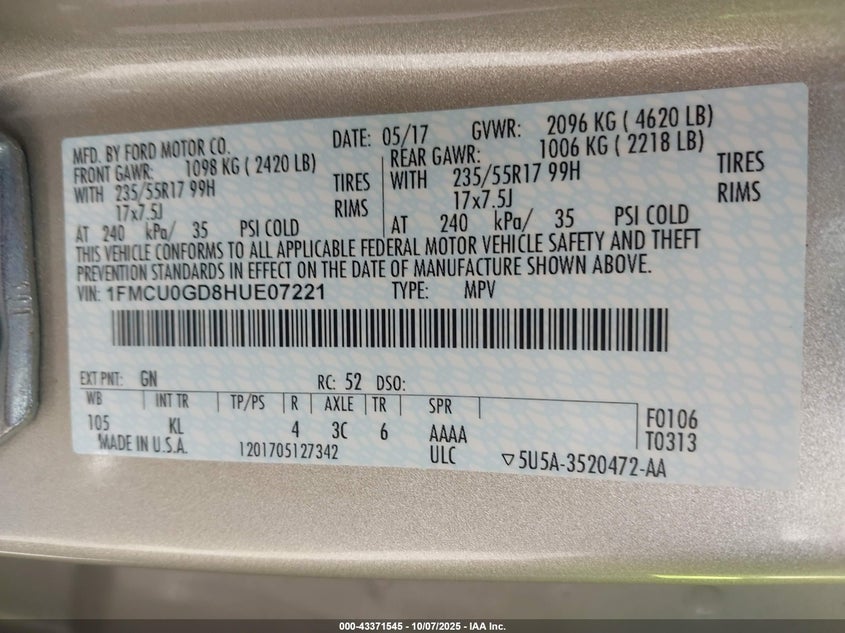 MFD. BY FORD MOTOR CO. DATE: 05/17 GVWR: 2096 KG ( 4620 LB)
FRONT GAWR: 1098 KG ( 2420 LB) REAR GAWR: 1006 KG ( 2218 LB)
WITH 235/55R17 99H TIRES WITH 235/55R17 99H TIRES
17x7.5J RIMS 17x7.5J RIMS
AT 240 kPa/ 35 PSI COLD AT 240 kPa/ 35 PSI COLD
THIS VEHICLE CONFORMS TO ALL APPLICABLE FEDERAL MOTOR VEHICLE SAFETY AND THEFT
PREVENTION STANDARDS IN EFFECT ON THE DATE OF MANUFACTURE SHOWN ABOVE.
VIN: 1FMCU0GD8HUE07221 TYPE: MPV
EXT PNT: GN RC: 52 DSO:
WB INT TR TP/PS R AXLE TR SPR F0106
105 KL 4 3C 6 AAAA T0313
MADE IN U.S.A. 1201705127342 ULC ▽5U5A-3520472-AA
000-43371545 | 10/07/2025 - IAA Inc.